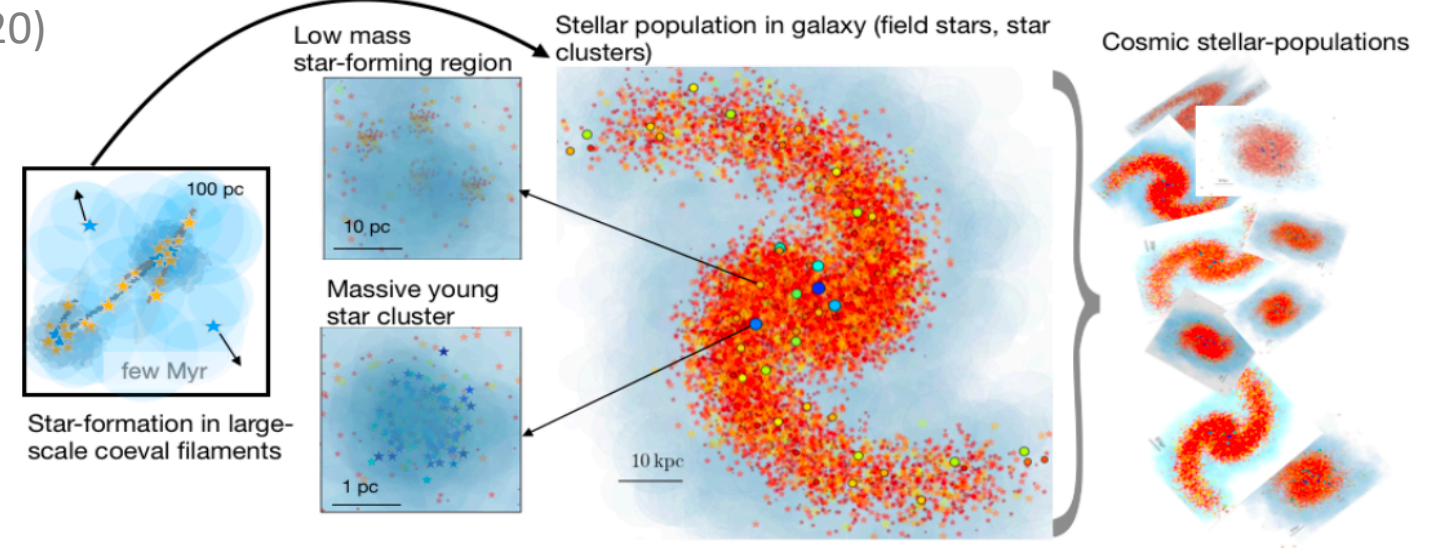 20)
Low mass
star-forming region
10 pc
Stellar population in galaxy (field stars, star
clusters)
10 kpc
Cosmic stellar-populations
100 pc
few Myr
Star-formation in large-
scale coeval filaments
Massive young
star cluster
1 pc